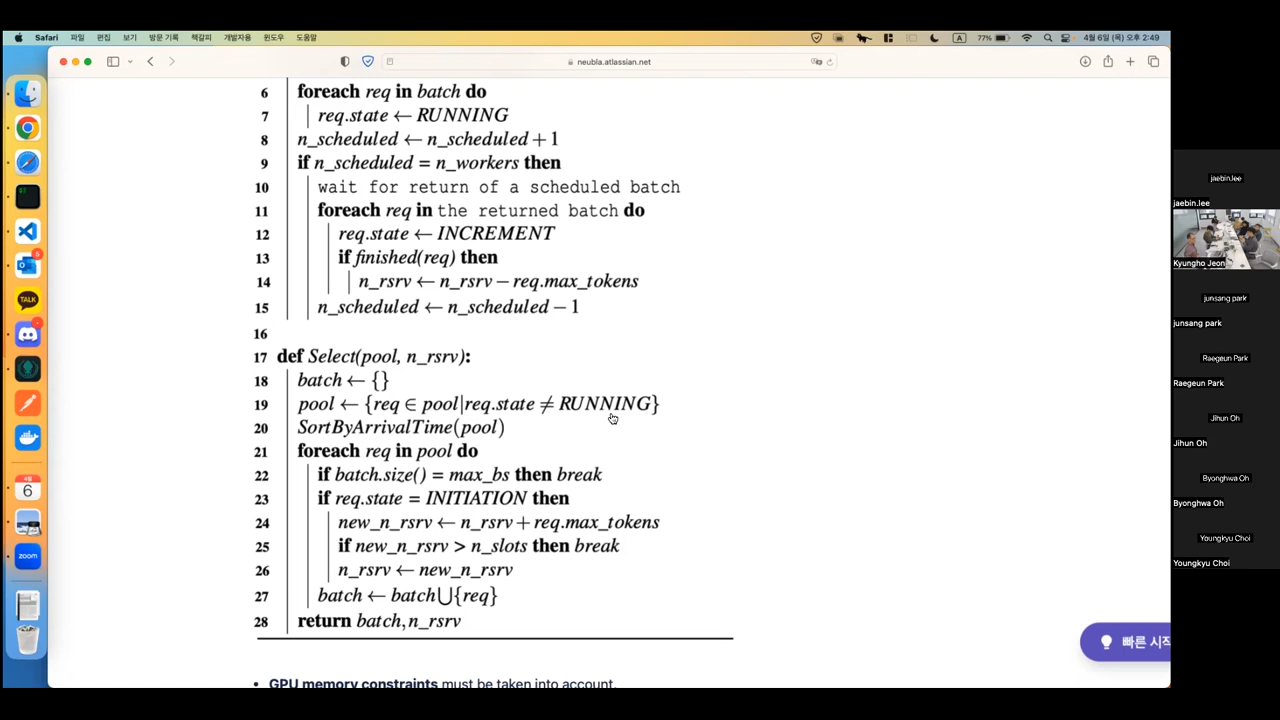 Safari 파일 편집 보기 방문 기록 책갈피 개발자용 윈도우 도움말 A 77% 4월 6일 (목) 오후 2:49
neubla.atlassian.net
6 foreach req in batch do
7 req.state ← RUNNING
8 n_scheduled ← n_scheduled + 1
9 if n_scheduled = n_workers then
10 wait for return of a scheduled batch
11 foreach req in the returned batch do
12 req.state ← INCREMENT
13 if finished(req) then
14 n_rsrv ← n_rsrv − req.max_tokens
15 n_scheduled ← n_scheduled − 1
16
17 def Select(pool, n_rsrv):
18 batch ← {}
19 pool ← {req ∈ pool|req.state ≠ RUNNING}
20 SortByArrivalTime(pool)
21 foreach req in pool do
22 if batch.size() = max_bs then break
23 if req.state = INITIATION then
24 new_n_rsrv ← n_rsrv + req.max_tokens
25 if new_n_rsrv > n_slots then break
26 n_rsrv ← new_n_rsrv
27 batch ← batch⋃{req}
28 return batch, n_rsrv
• GPU memory constraints must be taken into account.
빠른 시작
TALK
6
zoom
jaebin.lee
jaebin.lee
Kyungho Jeon
junsang park
junsang park
Raegeun Park
Raegeun Park
Jihun Oh
Jihun Oh
Byonghwa Oh
Byonghwa Oh
Youngkyu Choi
Youngkyu Choi